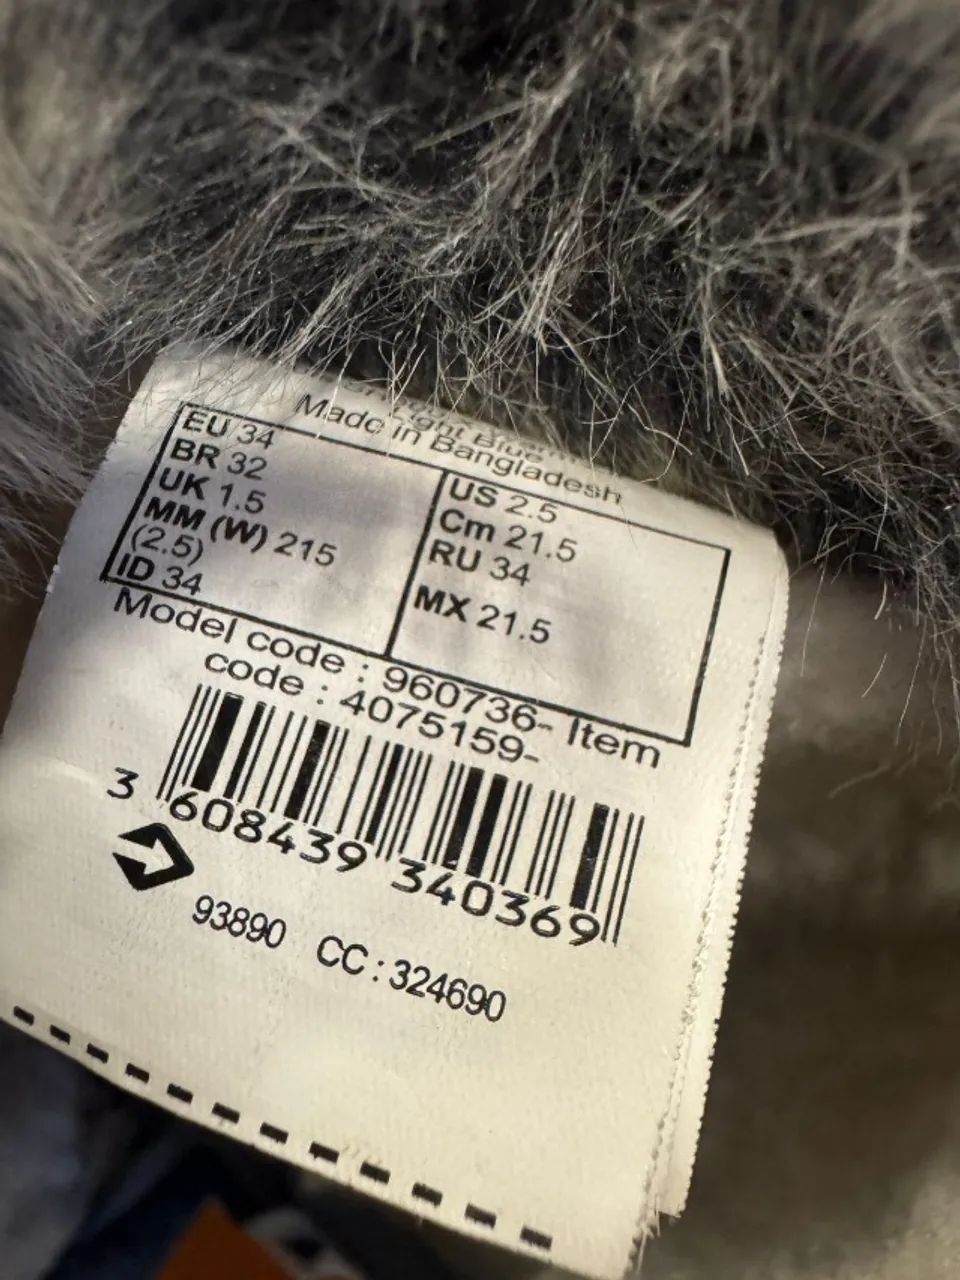 Light Blue
Made in Bangladesh
EU 34
BR 32
UK 1.5
MM (W) 215
(2.5)
ID 34
US 2.5
Cm 21.5
RU 34
MX 21.5
Model code : 960736- Item
code : 4075159-
3 608439 340369
93890 CC : 324690